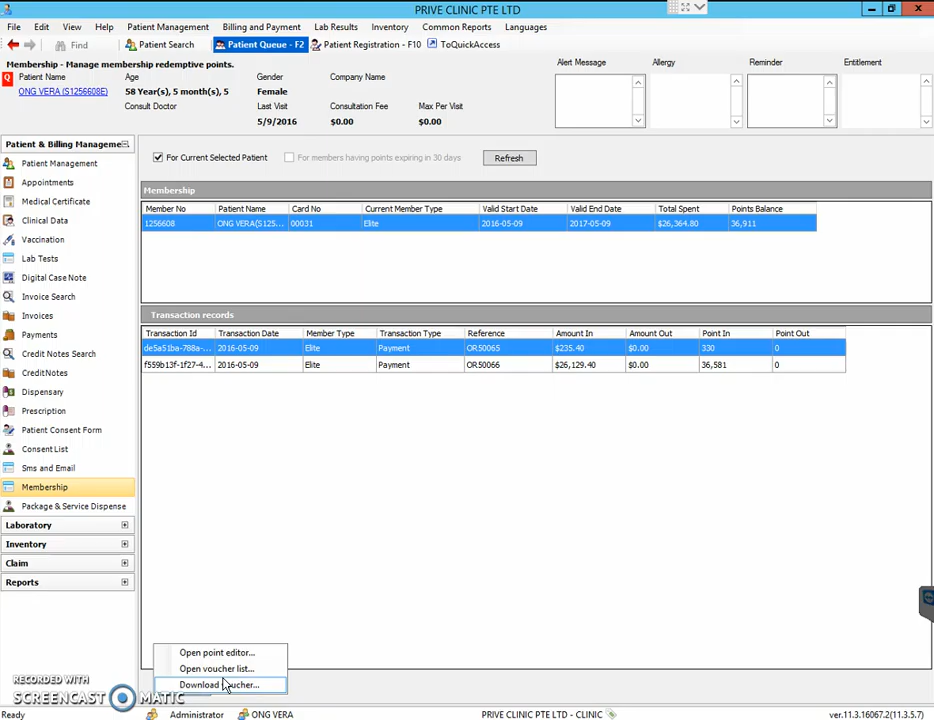 PRIVE CLINIC PTE LTD
File Edit View Help Patient Management Billing and Payment Lab Results Inventory Common Reports Languages
Find Patient Search Patient Queue - F2 Patient Registration - F10 ToQuickAccess
Membership - Manage membership redemptive points.
Q Patient Name Age Gender Company Name Alert Message Allergy Reminder Entitlement
ONG VERA (S1256608E) 58 Year(s), 5 month(s), 5 Female
Consult Doctor Last Visit Consultation Fee Max Per Visit
5/9/2016 $0.00 $0.00
Patient & Billing Manageme
Patient Management
Appointments
Medical Certificate
Clinical Data
Vaccination
Lab Tests
Digital Case Note
Invoice Search
Invoices
Payments
Credit Notes Search
CreditNotes
Dispensary
Prescription
Patient Consent Form
Consent List
Sms and Email
Membership
Package & Service Dispense
Laboratory
Inventory
Claim
Reports
For Current Selected Patient For members having points expiring in 30 days Refresh
Membership
Member No Patient Name Card No Current Member Type Valid Start Date Valid End Date Total Spent Points Balance
1256608 ONG VERA(S125... 00031 Elite 2016-05-09 2017-05-09 $26,364.80 36,911
Transaction records
Transaction Id Transaction Date Member Type Transaction Type Reference Amount In Amount Out Point In Point Out
de5a51ba-788a-... 2016-05-09 Elite Payment OR50065 $235.40 $0.00 330 0
f559b13f-1f27-4... 2016-05-09 Elite Payment OR50066 $26,129.40 $0.00 36,581 0
Open point editor...
Open voucher list...
Download voucher...
RECORDED WITH
SCREENCAST MATIC
Ready Administrator ONG VERA PRIVE CLINIC PTE LTD - CLINIC ver.11.3.16067.2(11.3.5.7)